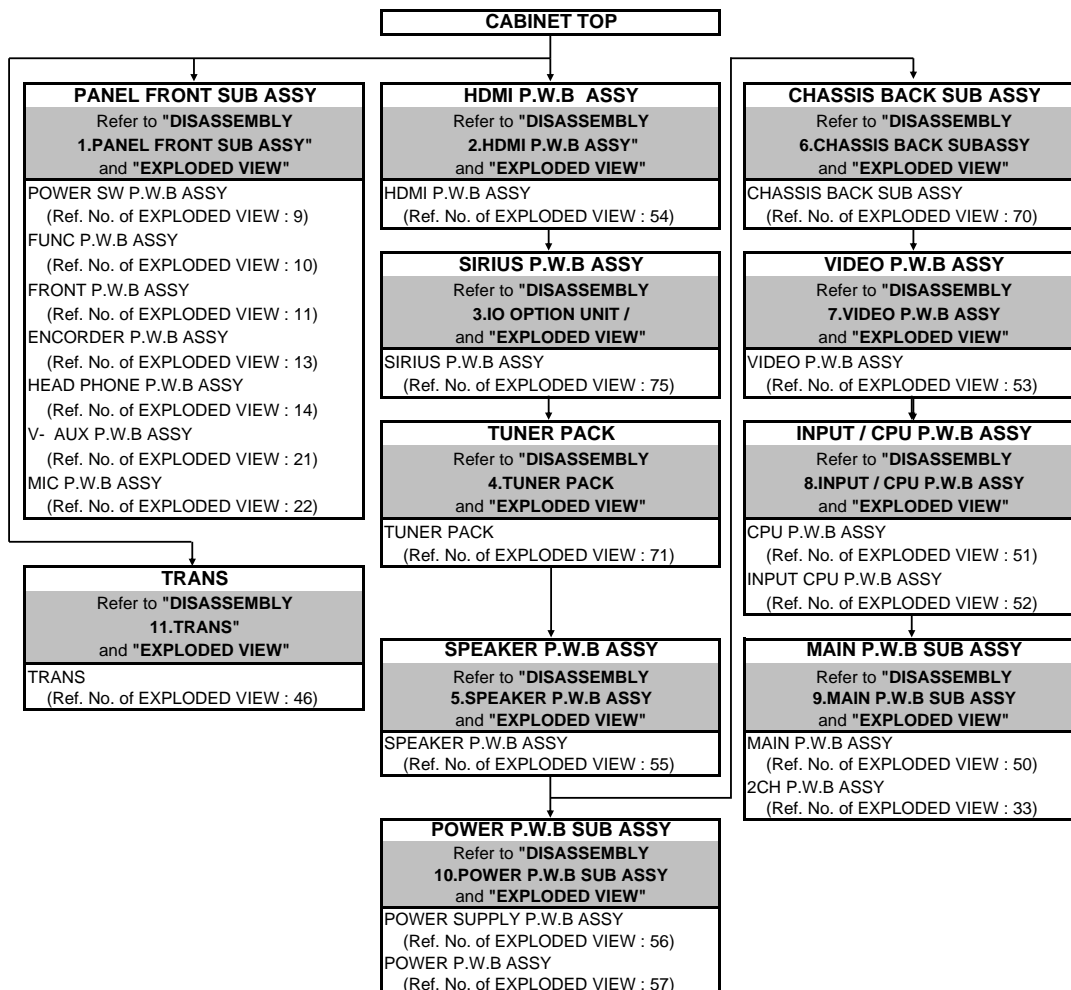 CABINET TOP
PANEL FRONT SUB ASSY
Refer to "DISASSEMBLY
1.PANEL FRONT SUB ASSY"
and "EXPLODED VIEW"
POWER SW P.W.B ASSY
(Ref. No. of EXPLODED VIEW : 9)
FUNC P.W.B ASSY
(Ref. No. of EXPLODED VIEW : 10)
FRONT P.W.B ASSY
(Ref. No. of EXPLODED VIEW : 11)
ENCORDER P.W.B ASSY
(Ref. No. of EXPLODED VIEW : 13)
HEAD PHONE P.W.B ASSY
(Ref. No. of EXPLODED VIEW : 14)
V- AUX P.W.B ASSY
(Ref. No. of EXPLODED VIEW : 21)
MIC P.W.B ASSY
(Ref. No. of EXPLODED VIEW : 22)
TRANS
Refer to "DISASSEMBLY
11.TRANS"
and "EXPLODED VIEW"
TRANS
(Ref. No. of EXPLODED VIEW : 46)
HDMI P.W.B ASSY
Refer to "DISASSEMBLY
2.HDMI P.W.B ASSY"
and "EXPLODED VIEW"
HDMI P.W.B ASSY
(Ref. No. of EXPLODED VIEW : 54)
SIRIUS P.W.B ASSY
Refer to "DISASSEMBLY
3.IO OPTION UNIT /
and "EXPLODED VIEW"
SIRIUS P.W.B ASSY
(Ref. No. of EXPLODED VIEW : 75)
TUNER PACK
Refer to "DISASSEMBLY
4.TUNER PACK
and "EXPLODED VIEW"
TUNER PACK
(Ref. No. of EXPLODED VIEW : 71)
SPEAKER P.W.B ASSY
Refer to "DISASSEMBLY
5.SPEAKER P.W.B ASSY
and "EXPLODED VIEW"
SPEAKER P.W.B ASSY
(Ref. No. of EXPLODED VIEW : 55)
POWER P.W.B SUB ASSY
Refer to "DISASSEMBLY
10.POWER P.W.B SUB ASSY
and "EXPLODED VIEW"
POWER SUPPLY P.W.B ASSY
(Ref. No. of EXPLODED VIEW : 56)
POWER P.W.B ASSY
(Ref. No. of EXPLODED VIEW : 57)
CHASSIS BACK SUB ASSY
Refer to "DISASSEMBLY
6.CHASSIS BACK SUBASSY
and "EXPLODED VIEW"
CHASSIS BACK SUB ASSY
(Ref. No. of EXPLODED VIEW : 70)
VIDEO P.W.B ASSY
Refer to "DISASSEMBLY
7.VIDEO P.W.B ASSY
and "EXPLODED VIEW"
VIDEO P.W.B ASSY
(Ref. No. of EXPLODED VIEW : 53)
INPUT / CPU P.W.B ASSY
Refer to "DISASSEMBLY
8.INPUT / CPU P.W.B ASSY
and "EXPLODED VIEW"
CPU P.W.B ASSY
(Ref. No. of EXPLODED VIEW : 51)
INPUT CPU P.W.B ASSY
(Ref. No. of EXPLODED VIEW : 52)
MAIN P.W.B SUB ASSY
Refer to "DISASSEMBLY
9.MAIN P.W.B SUB ASSY
and "EXPLODED VIEW"
MAIN P.W.B ASSY
(Ref. No. of EXPLODED VIEW : 50)
2CH P.W.B ASSY
(Ref. No. of EXPLODED VIEW : 33)